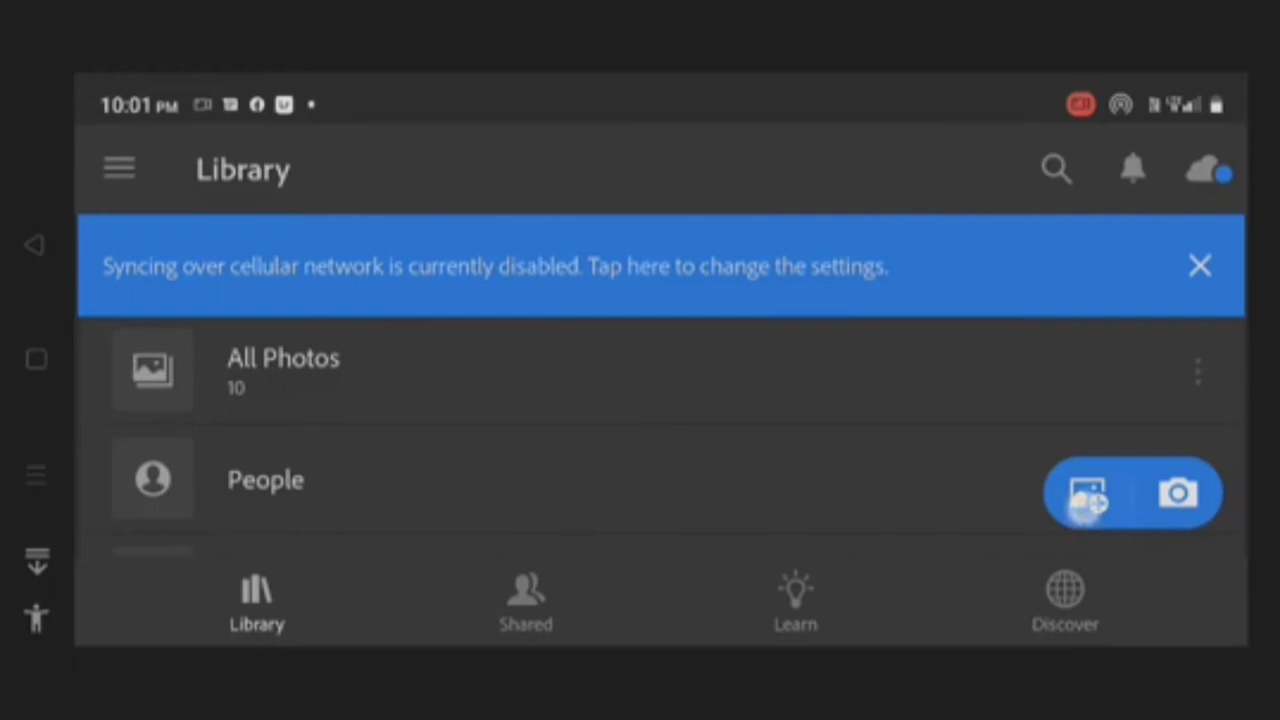 10:01 PM
Library
Syncing over cellular network is currently disabled. Tap here to change the settings.
All Photos
10
People
Library
Shared
Learn
Discover